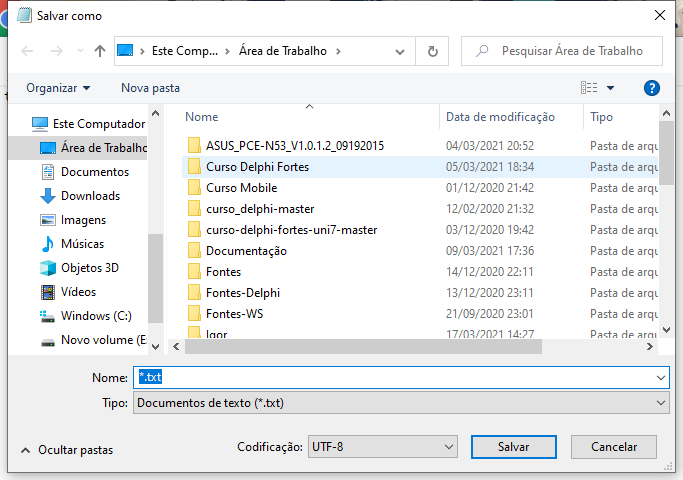 Salvar como
Este Comput... Área de Trabalho
Pesquisar Área de Trabalho
Organizar Nova pasta
Este Computador
Área de Trabalho
Documentos
Downloads
Imagens
Músicas
Objetos 3D
Vídeos
Windows (C:)
Novo volume (E:
Nome Data de modificação Tipo
ASUS_PCE-N53_V1.0.1.2_09192015 04/03/2021 20:52 Pasta de arqu
Curso Delphi Fortes 05/03/2021 18:34 Pasta de arqu
Curso Mobile 01/12/2020 21:42 Pasta de arqu
curso_delphi-master 12/02/2020 21:32 Pasta de arqu
curso-delphi-fortes-uni7-master 03/12/2020 19:42 Pasta de arqu
Documentação 09/03/2021 17:36 Pasta de arqu
Fontes 14/12/2020 22:11 Pasta de arqu
Fontes-Delphi 13/12/2020 23:11 Pasta de arqu
Fontes-WS 21/09/2020 23:01 Pasta de arqu
Igor 17/03/2021 14:27 Pasta de arqu
Nome: *.txt
Tipo: Documentos de texto (*.txt)
Ocultar pastas Codificação: UTF-8 Salvar Cancelar